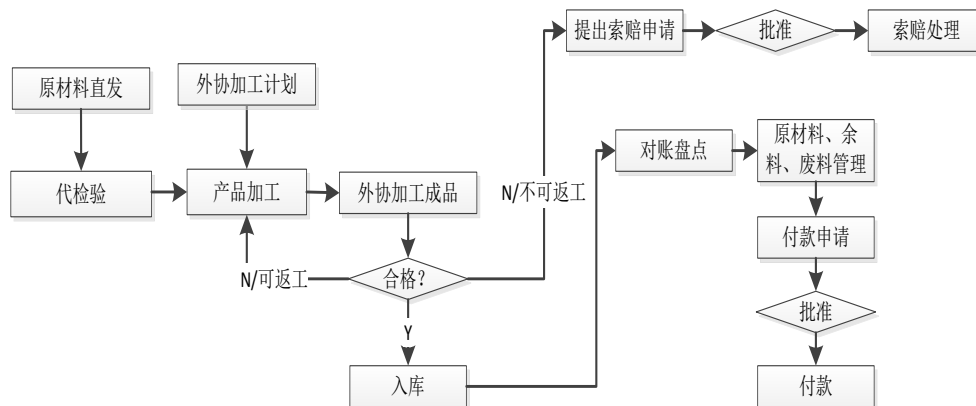 提出索赔申请
批准
索赔处理
原材料直发
外协加工计划
对账盘点
原材料、余
料、废料管理
代检验
产品加工
外协加工成品
N/不可返工
付款申请
N/可返工
合格?
批准
Y
入库
付款